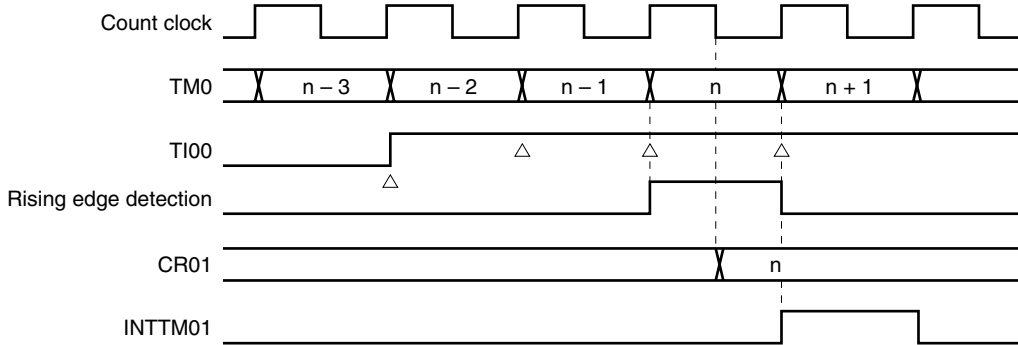 Count clock
TM0 n – 3 n – 2 n – 1 n n + 1
TI00
Rising edge detection
CR01 n
INTTM01